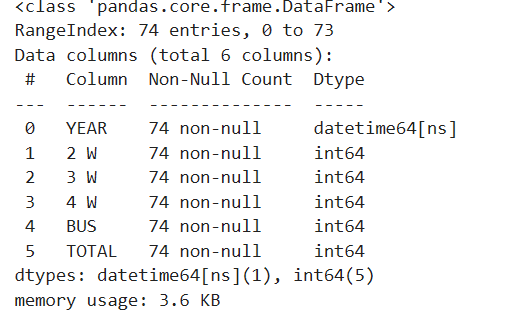 <class 'pandas.core.frame.DataFrame'>
RangeIndex: 74 entries, 0 to 73
Data columns (total 6 columns):
 #   Column  Non-Null Count  Dtype
---  ------  --------------  -----
 0   YEAR    74 non-null     datetime64[ns]
 1   2 W     74 non-null     int64
 2   3 W     74 non-null     int64
 3   4 W     74 non-null     int64
 4   BUS     74 non-null     int64
 5   TOTAL   74 non-null     int64
dtypes: datetime64[ns](1), int64(5)
memory usage: 3.6 KB